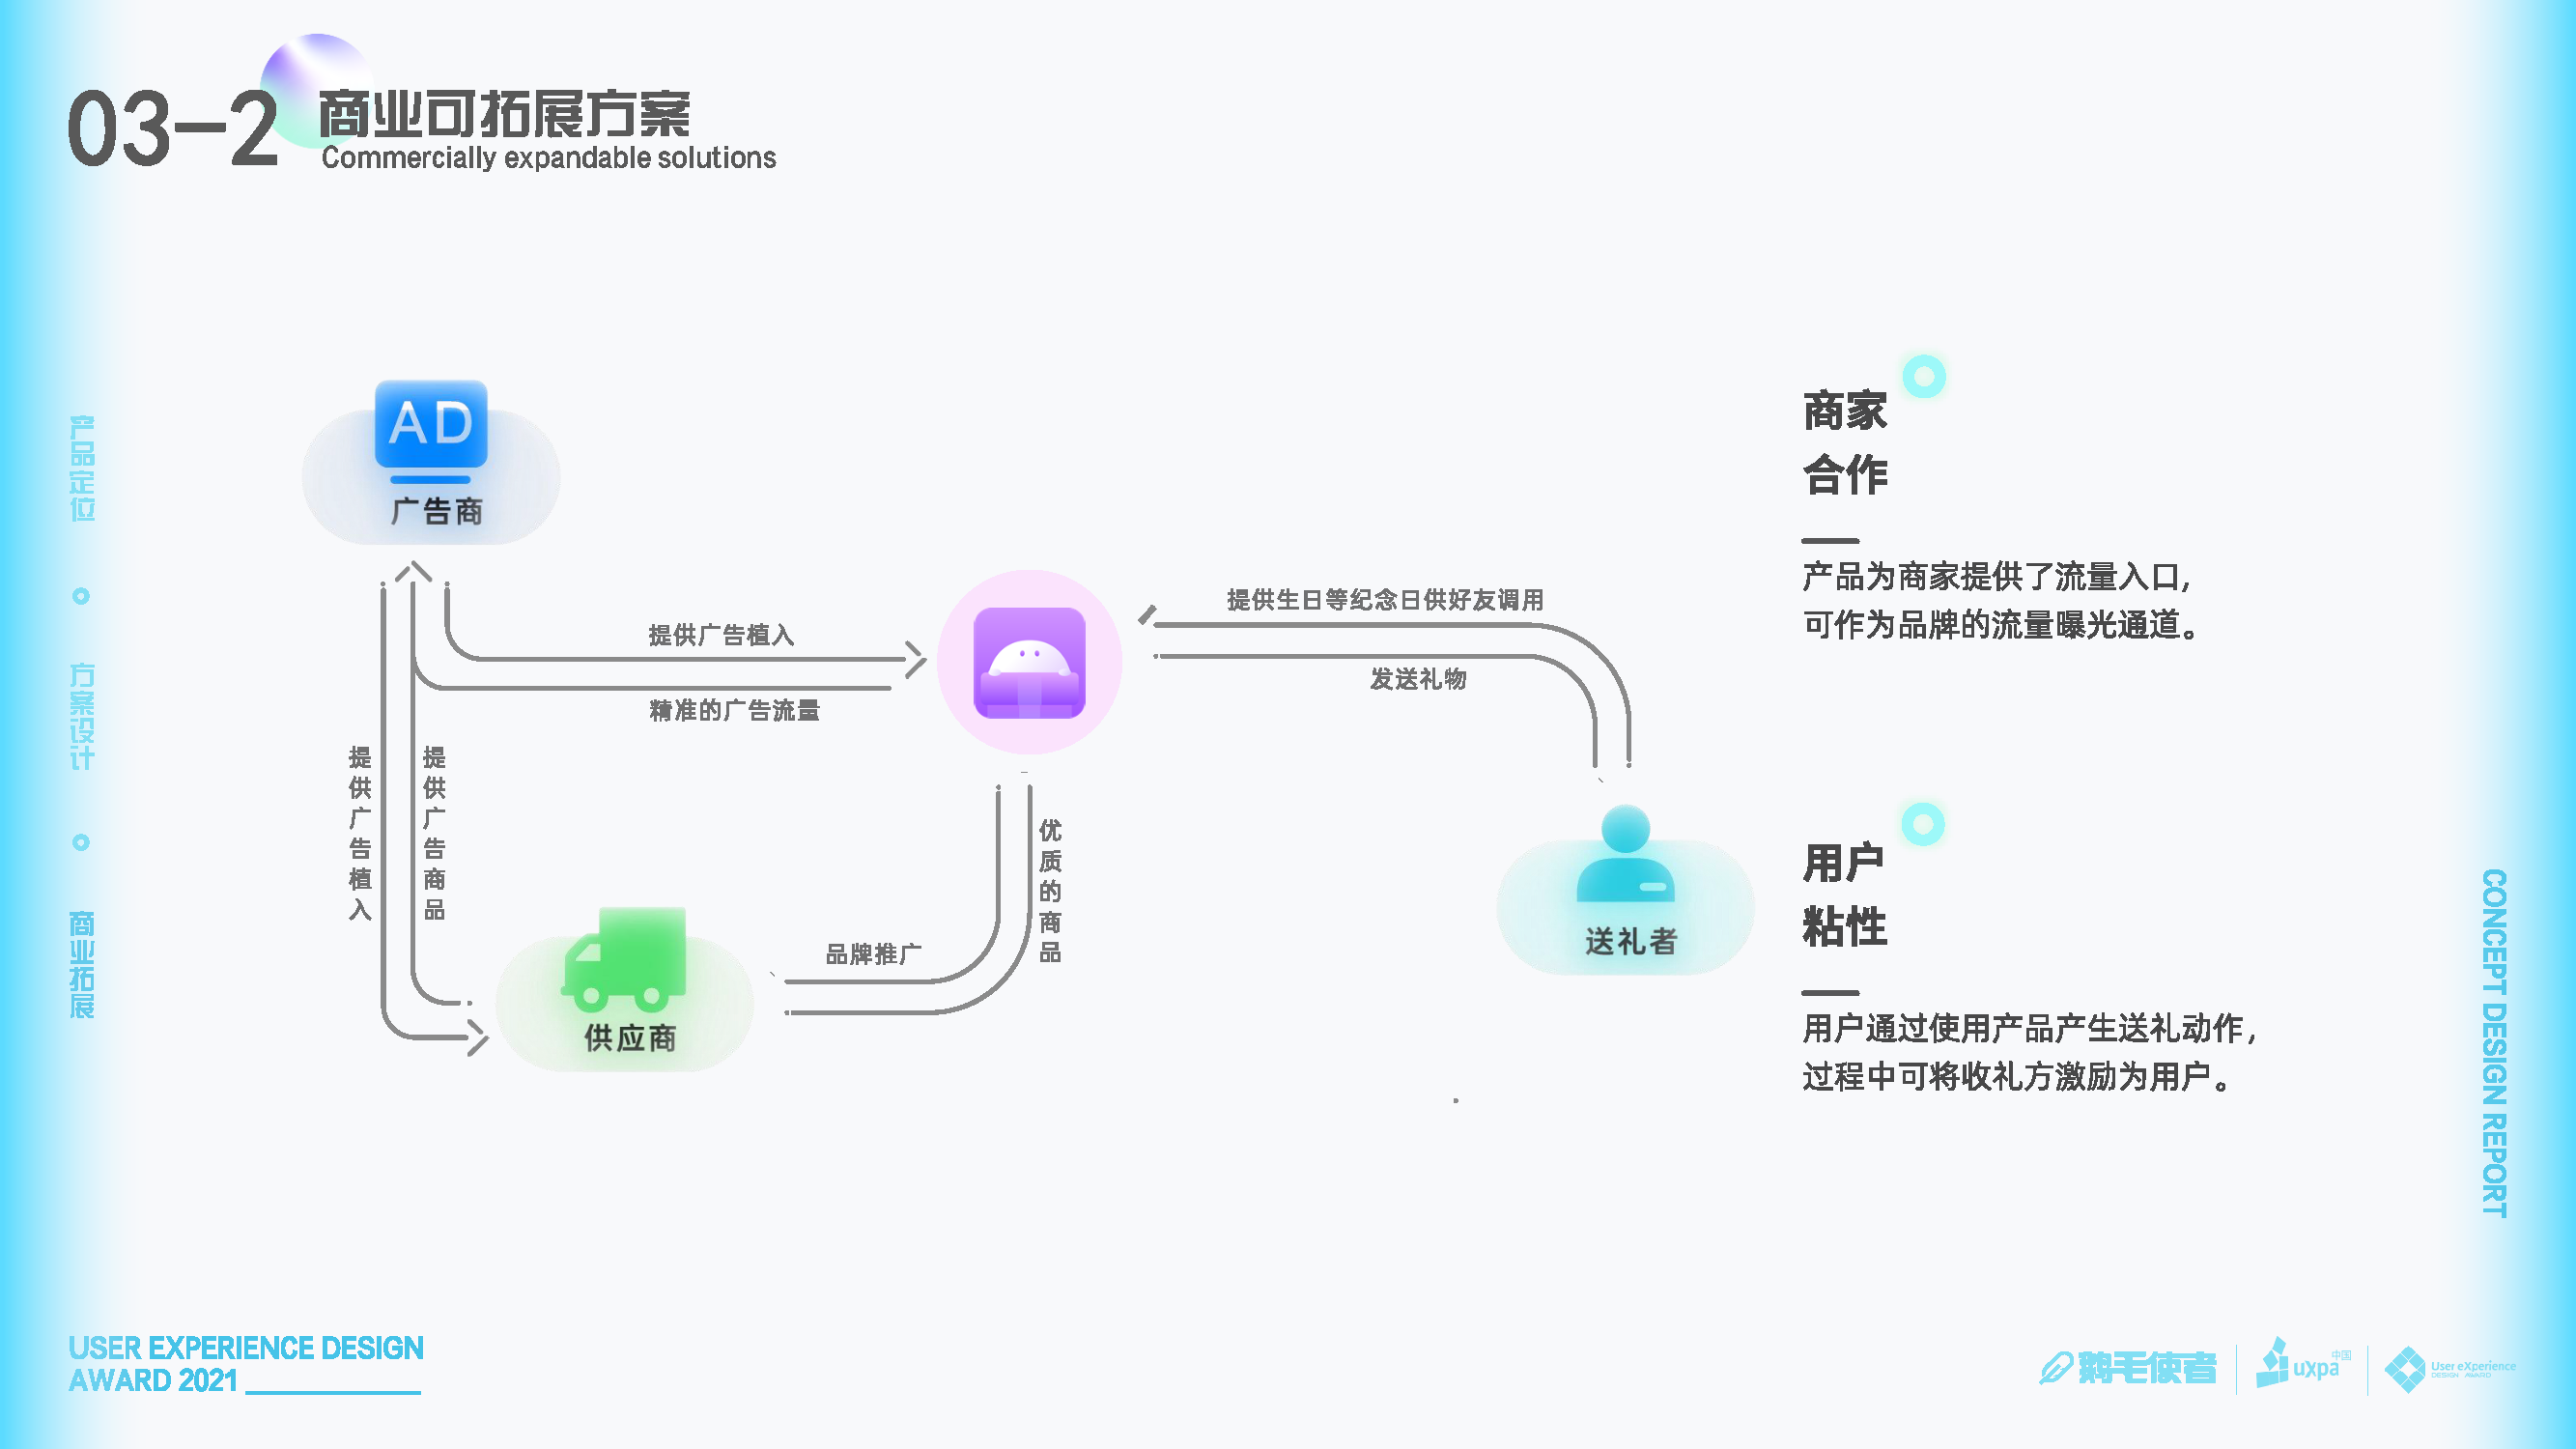 03-2
商业可拓展方案
Commercially expandable solutions
产品定位
方案设计
商业拓展
AD
广告商
提供广告植入
精准的广告流量
提供广告植入
提供广告商品
供应商
品牌推广
优质的商品
提供生日等纪念日供好友调用
发送礼物
送礼者
商家
合作
产品为商家提供了流量入口，
可作为品牌的流量曝光通道。
用户
粘性
用户通过使用产品产生送礼动作，
过程中可将收礼方激励为用户。
CONCEPT DESIGN REPORT
USER EXPERIENCE DESIGN
AWARD 2021
鹅毛使者
uxpa 中国
User eXperience
DESIGN AWARD